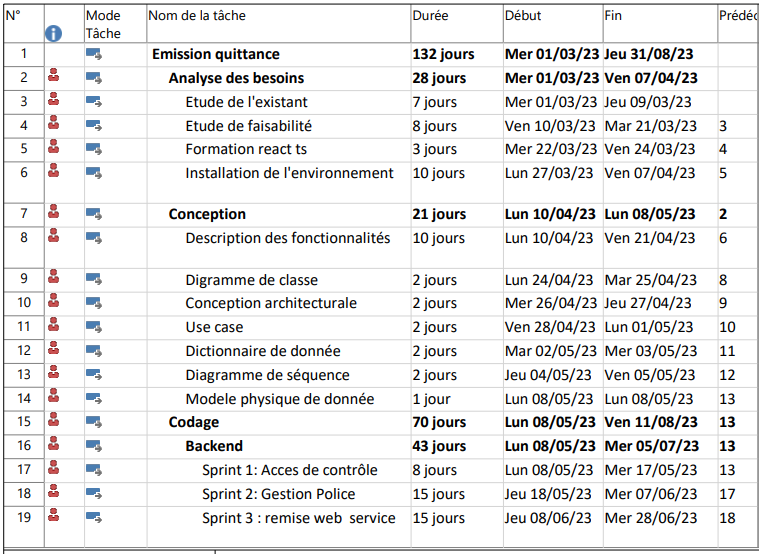 N° Mode Tâche Nom de la tâche Durée Début Fin Prédéc
1 Emission quittance 132 jours Mer 01/03/23 Jeu 31/08/23
2 Analyse des besoins 28 jours Mer 01/03/23 Ven 07/04/23
3 Etude de l'existant 7 jours Mer 01/03/23 Jeu 09/03/23
4 Etude de faisabilité 8 jours Ven 10/03/23 Mar 21/03/23 3
5 Formation react ts 3 jours Mer 22/03/23 Ven 24/03/23 4
6 Installation de l'environnement 10 jours Lun 27/03/23 Ven 07/04/23 5
7 Conception 21 jours Lun 10/04/23 Lun 08/05/23 2
8 Description des fonctionnalités 10 jours Lun 10/04/23 Ven 21/04/23 6
9 Digramme de classe 2 jours Lun 24/04/23 Mar 25/04/23 8
10 Conception architecturale 2 jours Mer 26/04/23 Jeu 27/04/23 9
11 Use case 2 jours Ven 28/04/23 Lun 01/05/23 10
12 Dictionnaire de donnée 2 jours Mar 02/05/23 Mer 03/05/23 11
13 Diagramme de séquence 2 jours Jeu 04/05/23 Ven 05/05/23 12
14 Modele physique de donnée 1 jour Lun 08/05/23 Lun 08/05/23 13
15 Codage 70 jours Lun 08/05/23 Ven 11/08/23 13
16 Backend 43 jours Lun 08/05/23 Mer 05/07/23 13
17 Sprint 1: Acces de contrôle 8 jours Lun 08/05/23 Mer 17/05/23 13
18 Sprint 2: Gestion Police 15 jours Jeu 18/05/23 Mer 07/06/23 17
19 Sprint 3 : remise web service 15 jours Jeu 08/06/23 Mer 28/06/23 18